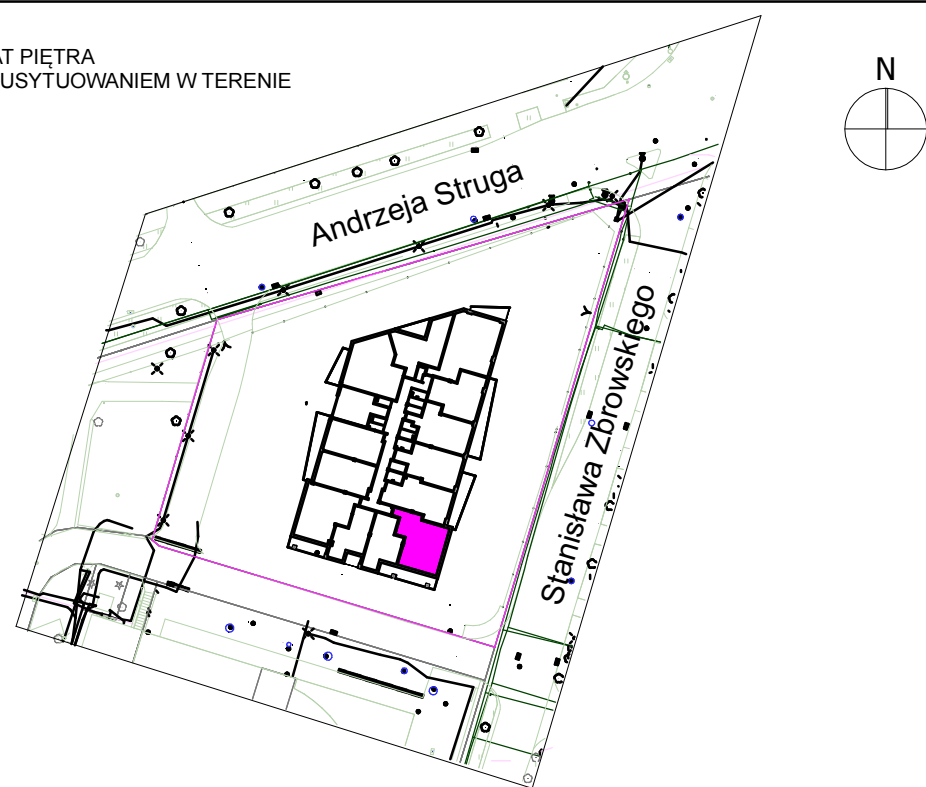 AT PIĘTRA
USYTUOWANIEM W TERENIE
N
Andrzeja Struga
Stanisława Zbrowskiego